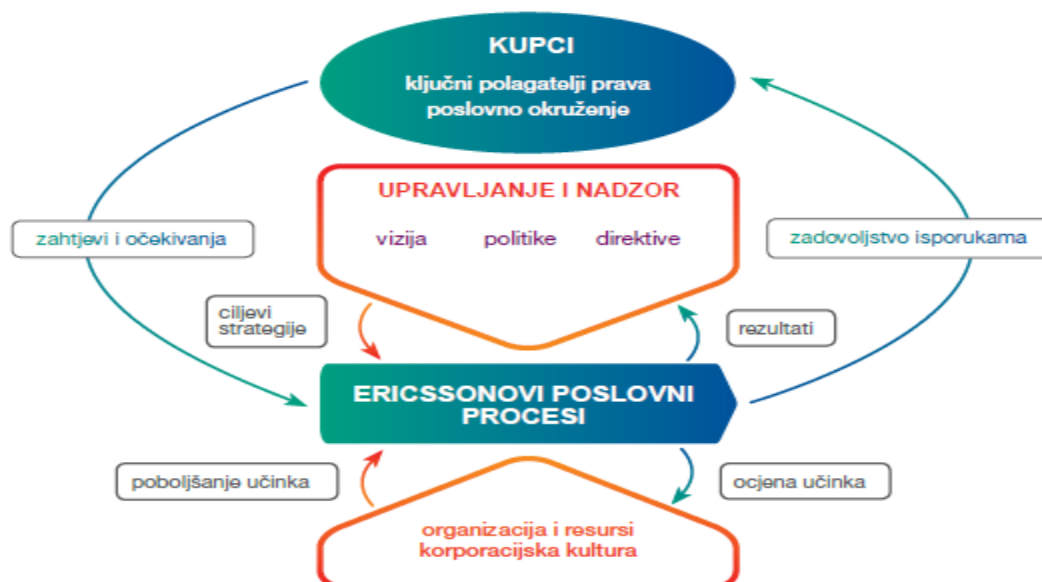 KUPCI
ključni polagatelji prava
poslovno okruženje
UPRAVLJANJE I NADZOR
vizija politike direktive
zahtjevi i očekivanja
zadovoljstvo isporukama
ciljevi
strategije
rezultati
ERICSSONOVI POSLOVNI
PROCESI
poboljšanje učinka
ocjena učinka
organizacija i resursi
korporacijska kultura